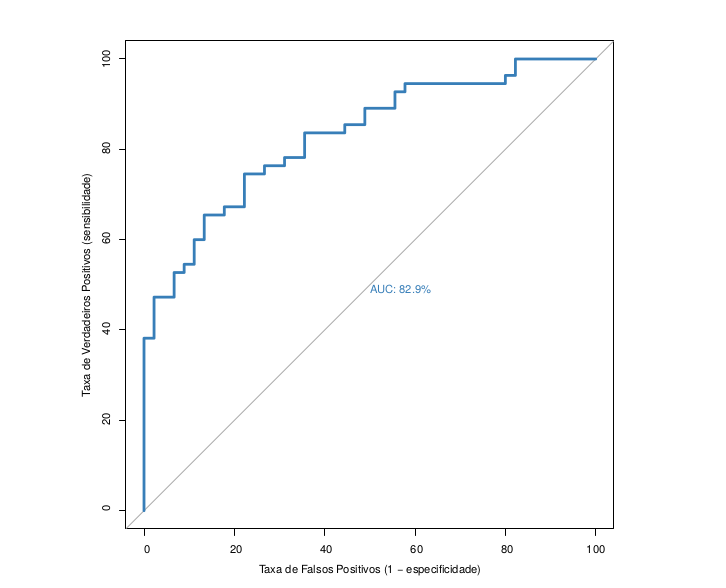 100
80
60
40
20
0
Taxa de Verdadeiros Positivos (sensibilidade)
AUC: 82.9%
0 20 40 60 80 100
Taxa de Falsos Positivos (1 − especificidade)